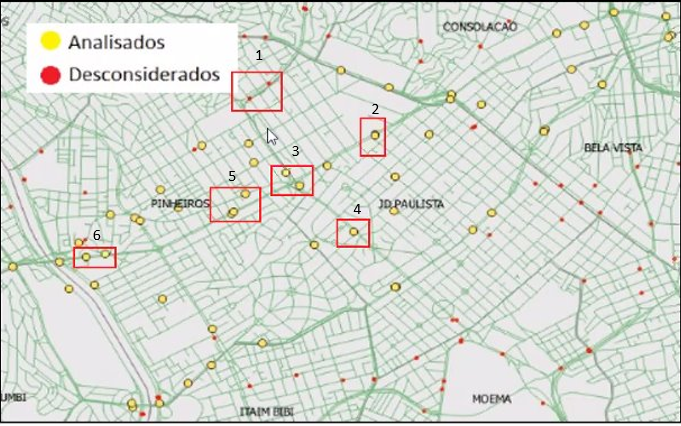 CONSOLACAO
Analisados
Desconsiderados
1
2
BELA VISTA
3
5
PINHEIROS
JD PAULISTA
4
6
UMBI
MOEMA
ITAIM BIBI